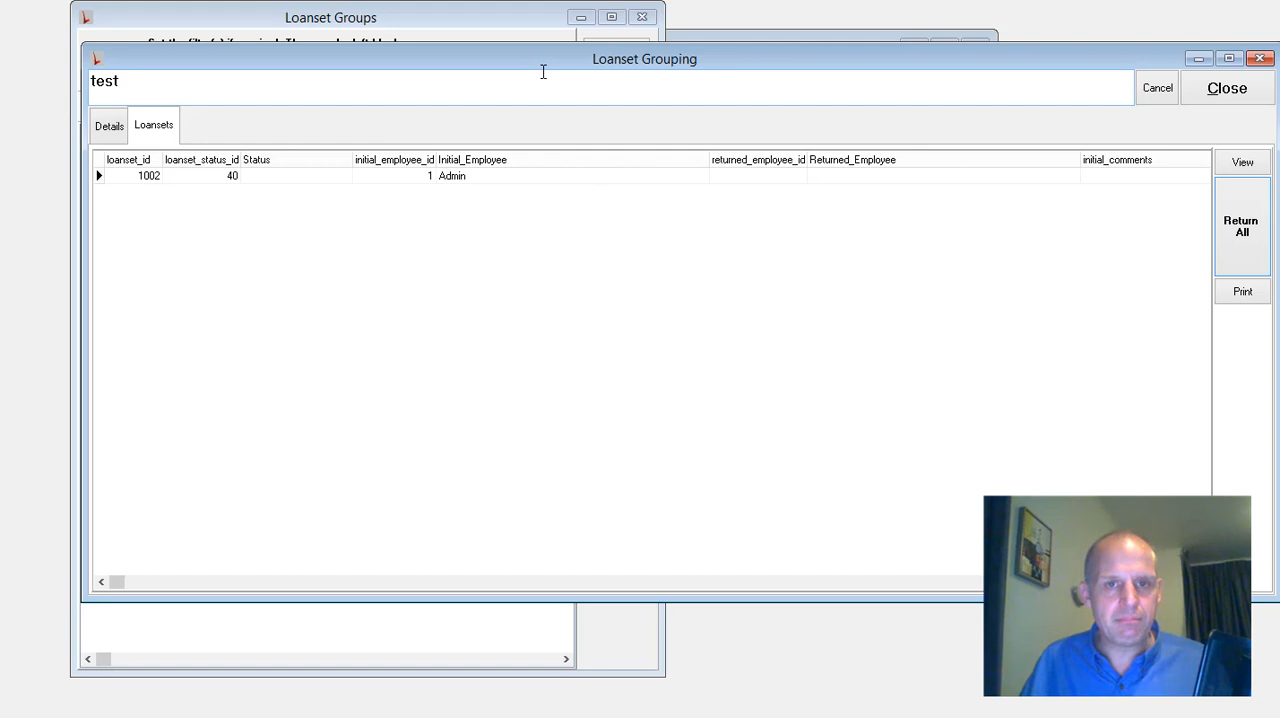 Loanset Groups
Loanset Grouping
test
Cancel
Close
Details
Loansets
loanset_id loanset_status_id Status initial_employee_id Initial_Employee returned_employee_id Returned_Employee initial_comments
1002 40 1 Admin
View
Return
All
Print